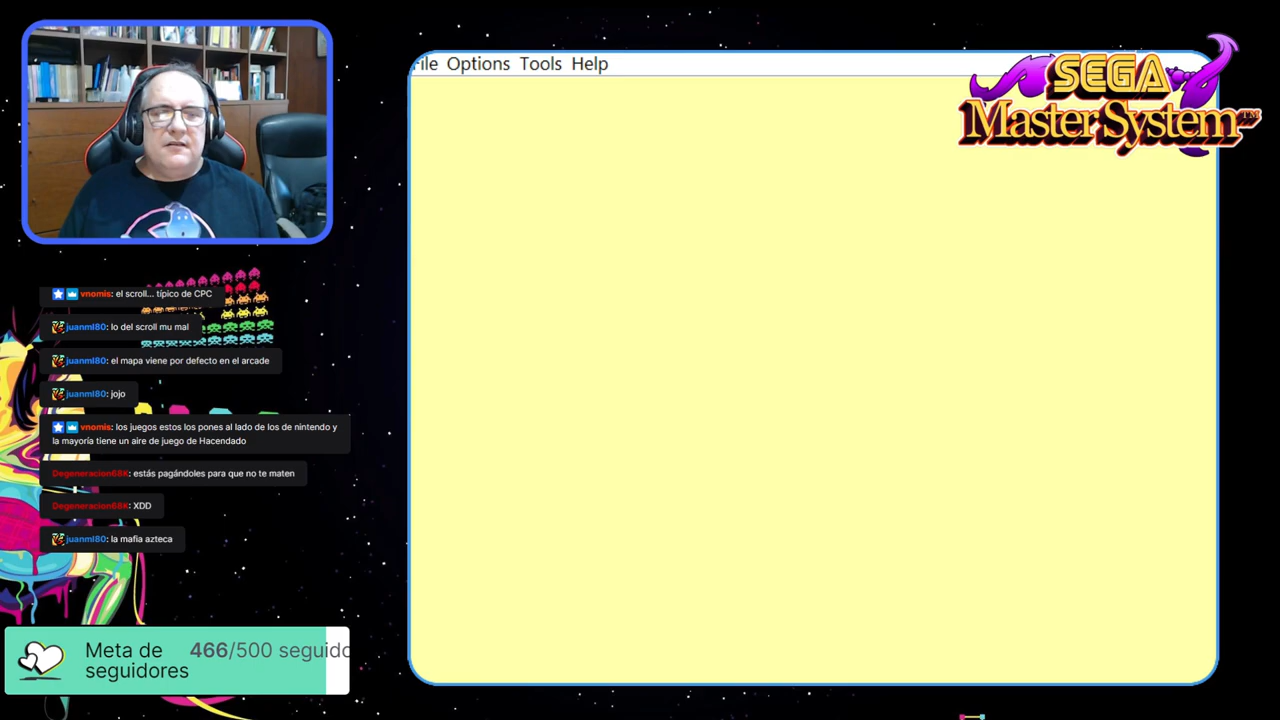 File Options Tools Help
SEGA
Master System™
vnomis: el scroll... típico de CPC
juanml80: lo del scroll mu mal
juanml80: el mapa viene por defecto en el arcade
juanml80: jojo
vnomis: los juegos estos los pones al lado de los de nintendo y
la mayoría tiene un aire de juego de Hacendado
Degeneracion68K: estás pagándoles para que no te maten
Degeneracion68K: XDD
juanml80: la mafia azteca
Meta de
seguidores
466/500 seguido